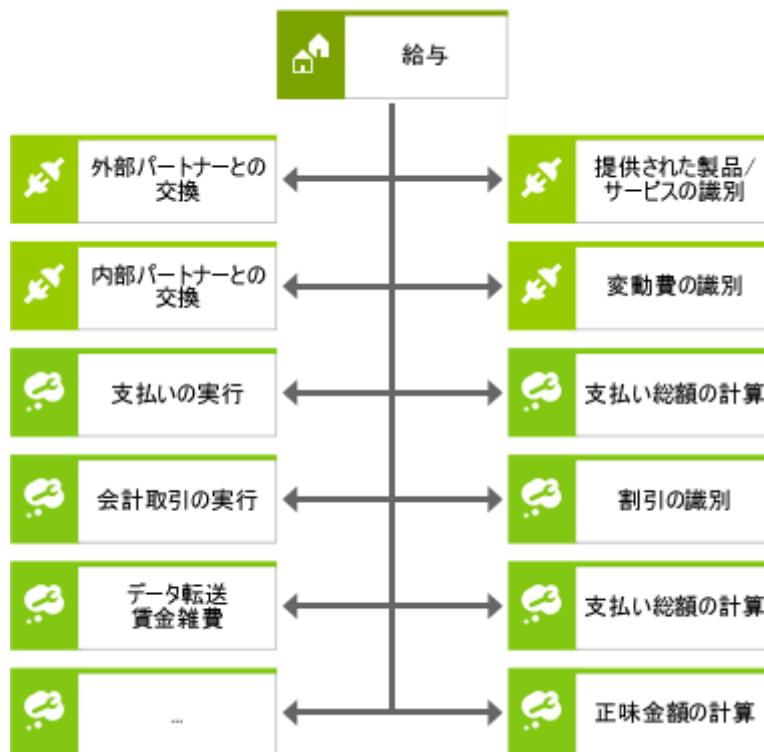 給与
外部パートナーとの
交換
提供された製品/
サービスの識別
内部パートナーとの
交換
変動費の識別
支払いの実行
支払い総額の計算
会計取引の実行
割引の識別
データ転送
賃金雑費
支払い総額の計算
...
正味金額の計算